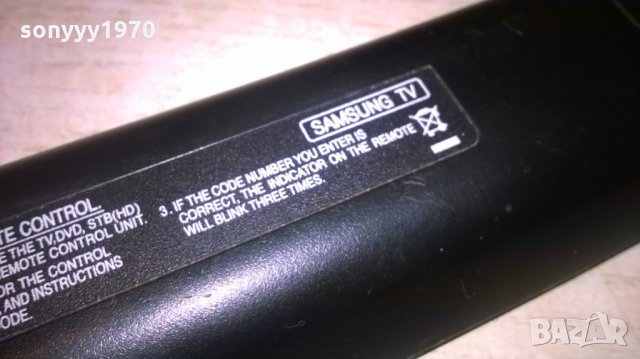 sonyyy1970
SAMSUNG TV
TE CONTROL.
E THE TV,DVD, STB(HD)
REMOTE CONTROL UNIT.
OR THE CONTROL
, AND INSTRUCTIONS
ODE.
3. IF THE CODE NUMBER YOU ENTER IS
CORRECT, THE INDICATOR ON THE REMOTE
WILL BLINK THREE TIMES.
BAZAR